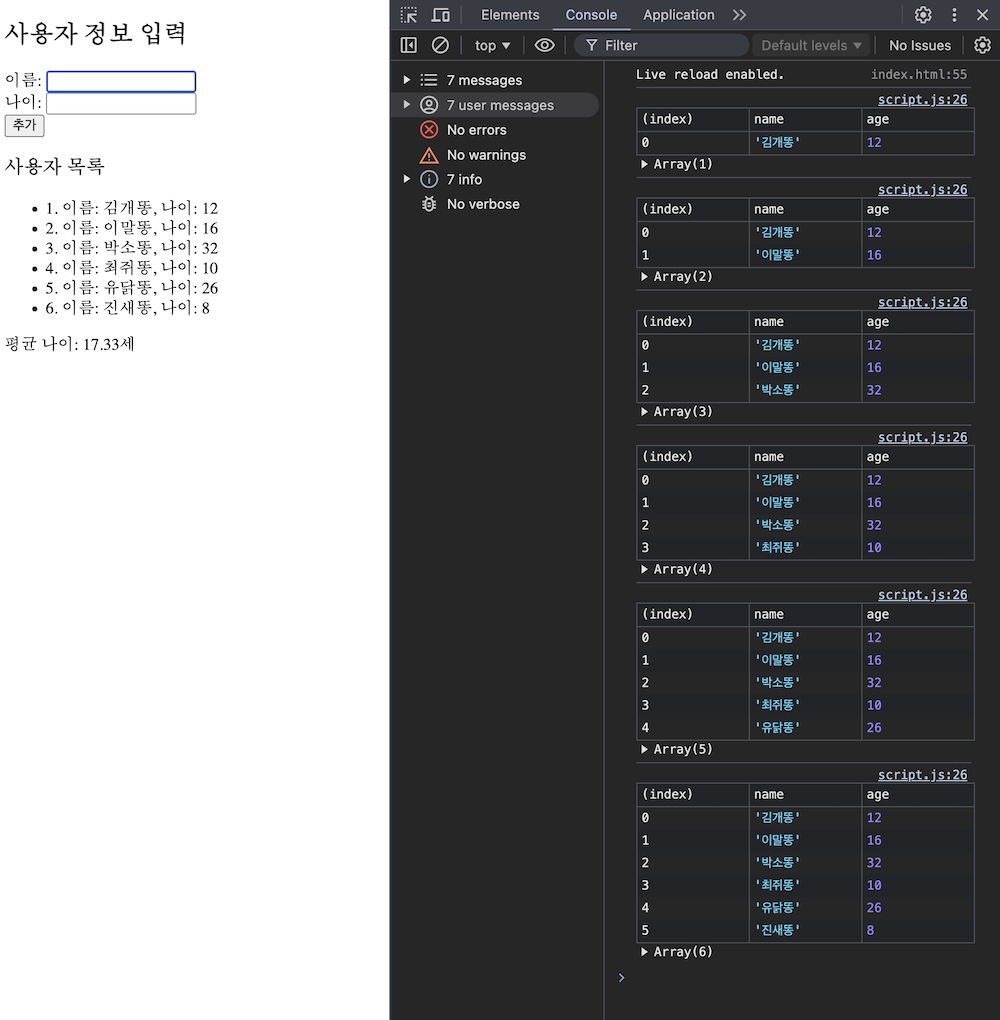 사용자 정보 입력
이름:
나이:
추가
사용자 목록
1. 이름: 김개똥, 나이: 12
2. 이름: 이말똥, 나이: 16
3. 이름: 박소똥, 나이: 32
4. 이름: 최쥐똥, 나이: 10
5. 이름: 유닭똥, 나이: 26
6. 이름: 진새똥, 나이: 8
평균 나이: 17.33세
Elements Console Application
top Filter Default levels No Issues
7 messages
7 user messages
No errors
No warnings
7 info
No verbose
Live reload enabled. index.html:55
script.js:26
(index) name age
0 '김개똥' 12
Array(1)
script.js:26
(index) name age
0 '김개똥' 12
1 '이말똥' 16
Array(2)
script.js:26
(index) name age
0 '김개똥' 12
1 '이말똥' 16
2 '박소똥' 32
Array(3)
script.js:26
(index) name age
0 '김개똥' 12
1 '이말똥' 16
2 '박소똥' 32
3 '최쥐똥' 10
Array(4)
script.js:26
(index) name age
0 '김개똥' 12
1 '이말똥' 16
2 '박소똥' 32
3 '최쥐똥' 10
4 '유닭똥' 26
Array(5)
script.js:26
(index) name age
0 '김개똥' 12
1 '이말똥' 16
2 '박소똥' 32
3 '최쥐똥' 10
4 '유닭똥' 26
5 '진새똥' 8
Array(6)